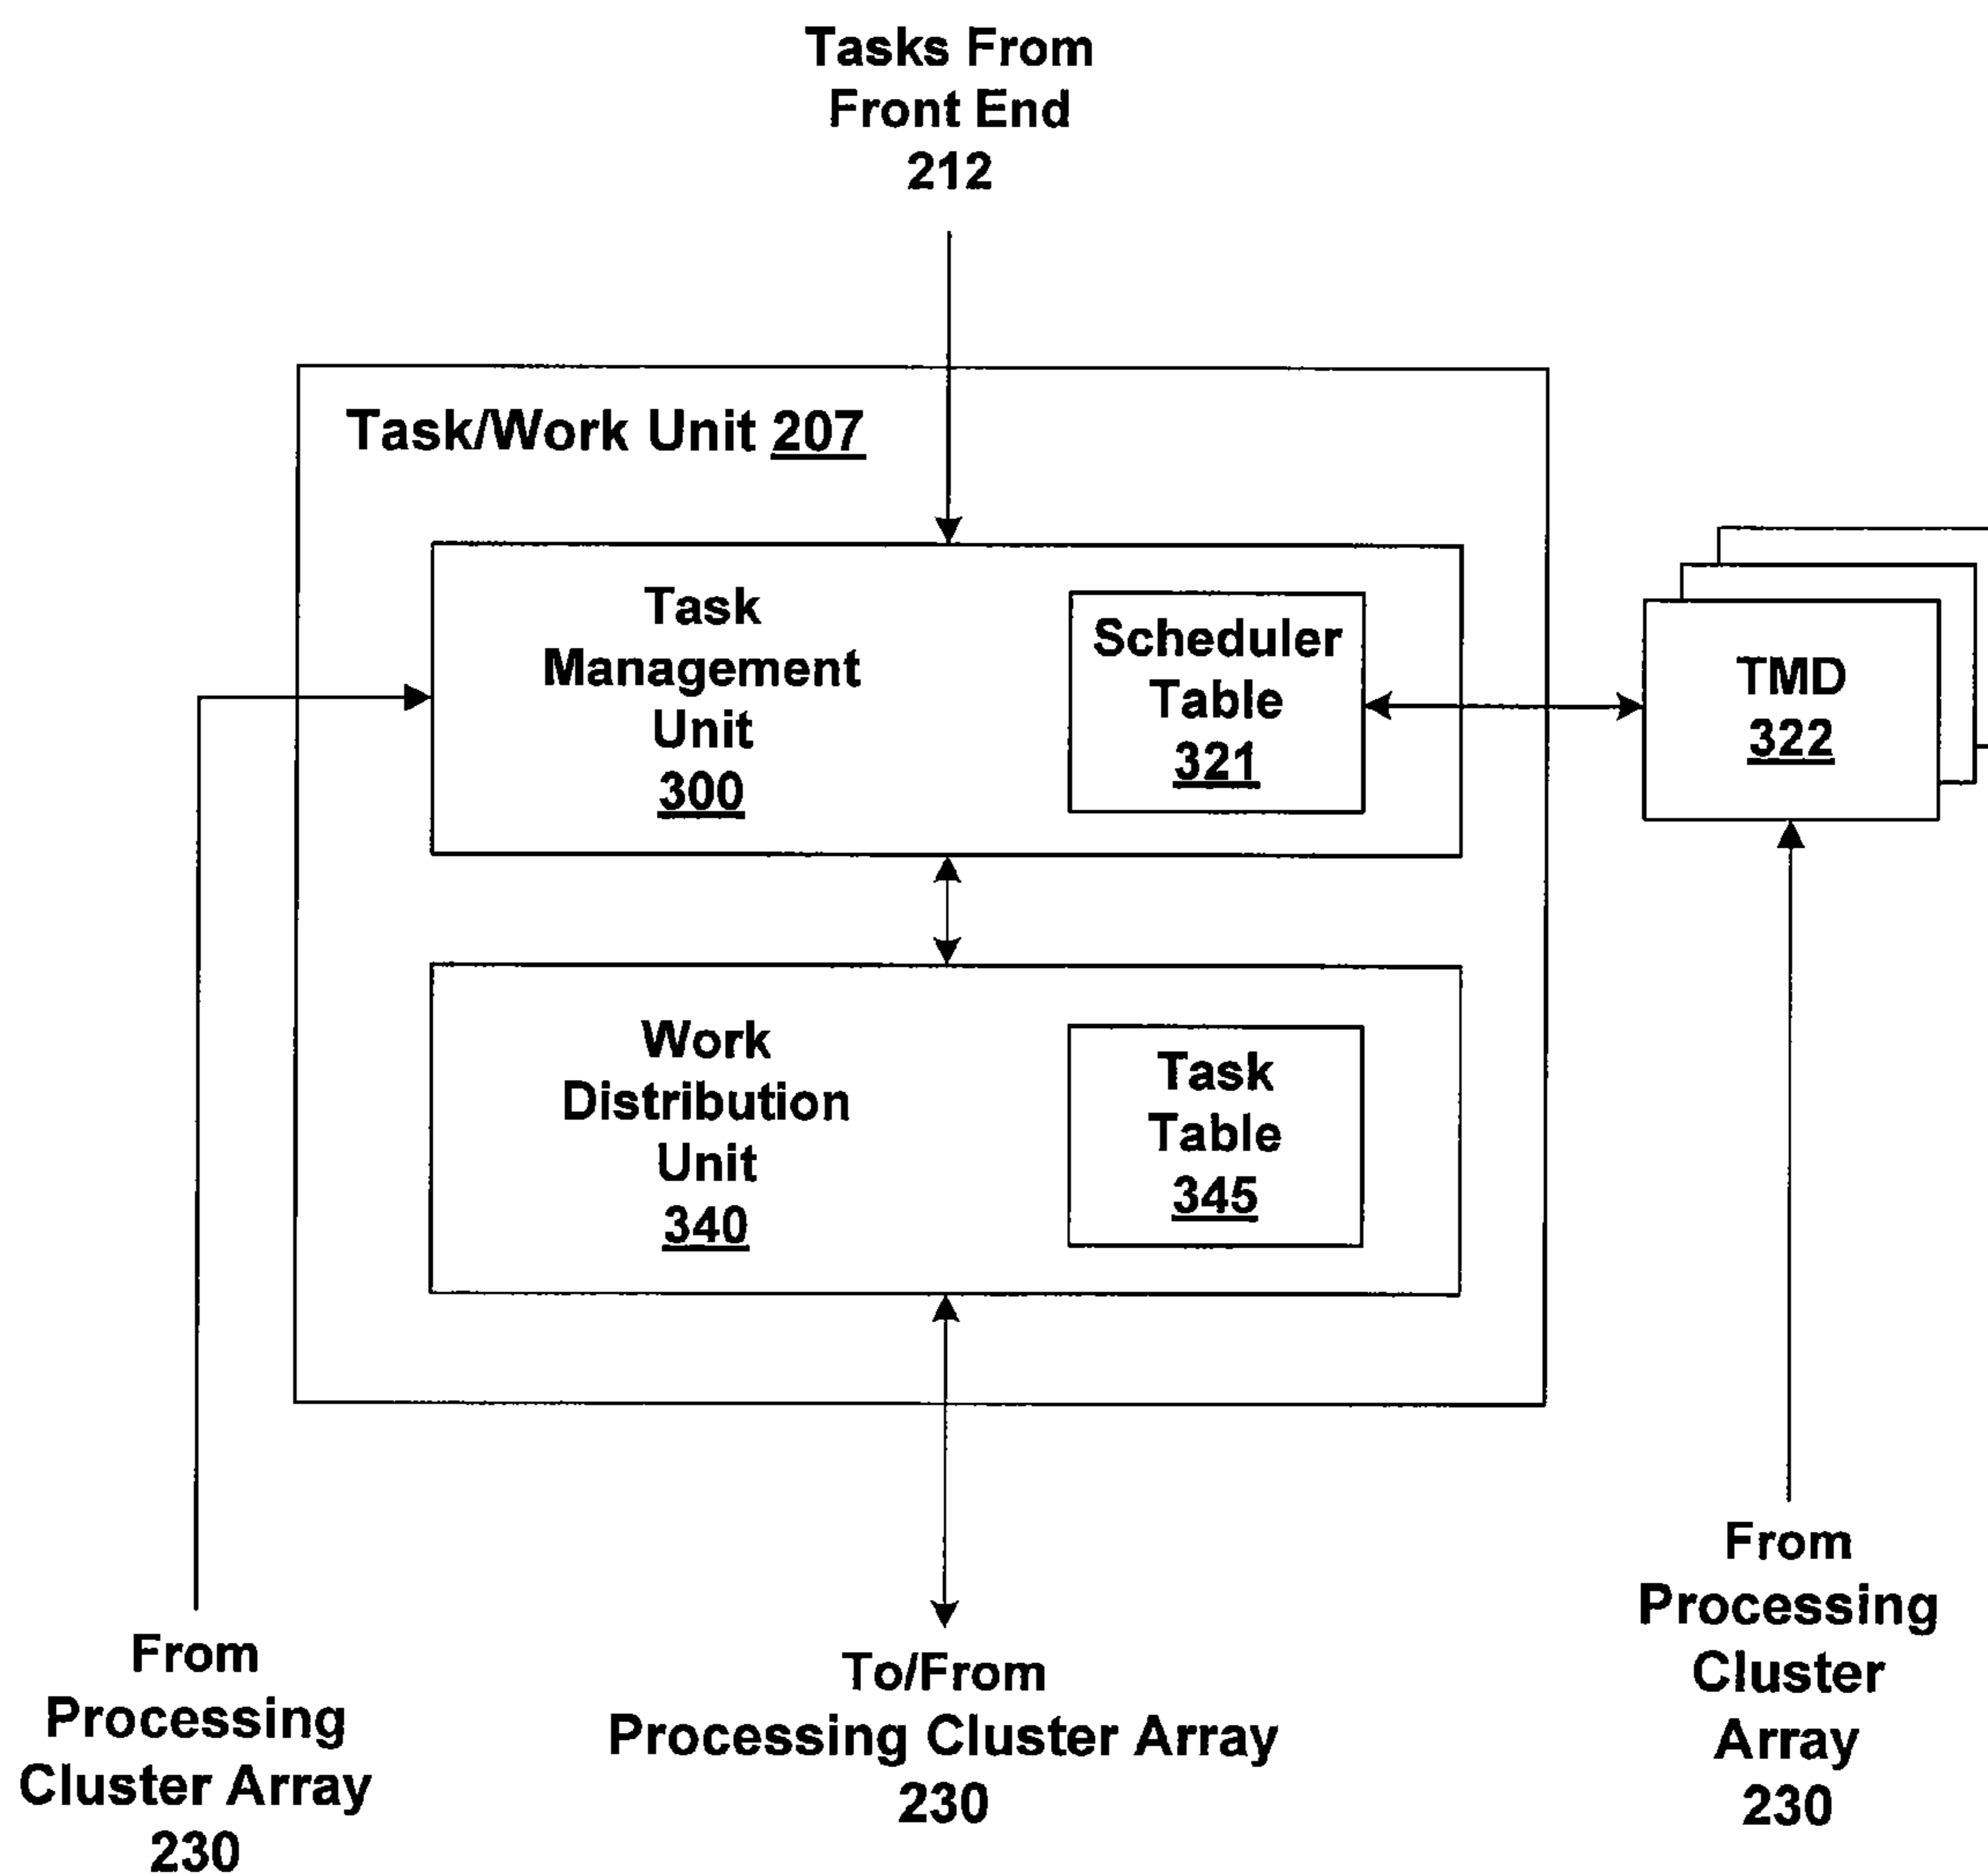 Tasks From
Front End
212
Task/Work Unit 207
Task
Management
Unit
300
Scheduler
Table
321
TMD
322
Work
Distribution
Unit
340
Task
Table
345
From
Processing
Cluster Array
230
To/From
Processing Cluster Array
230
From
Processing
Cluster
Array
230